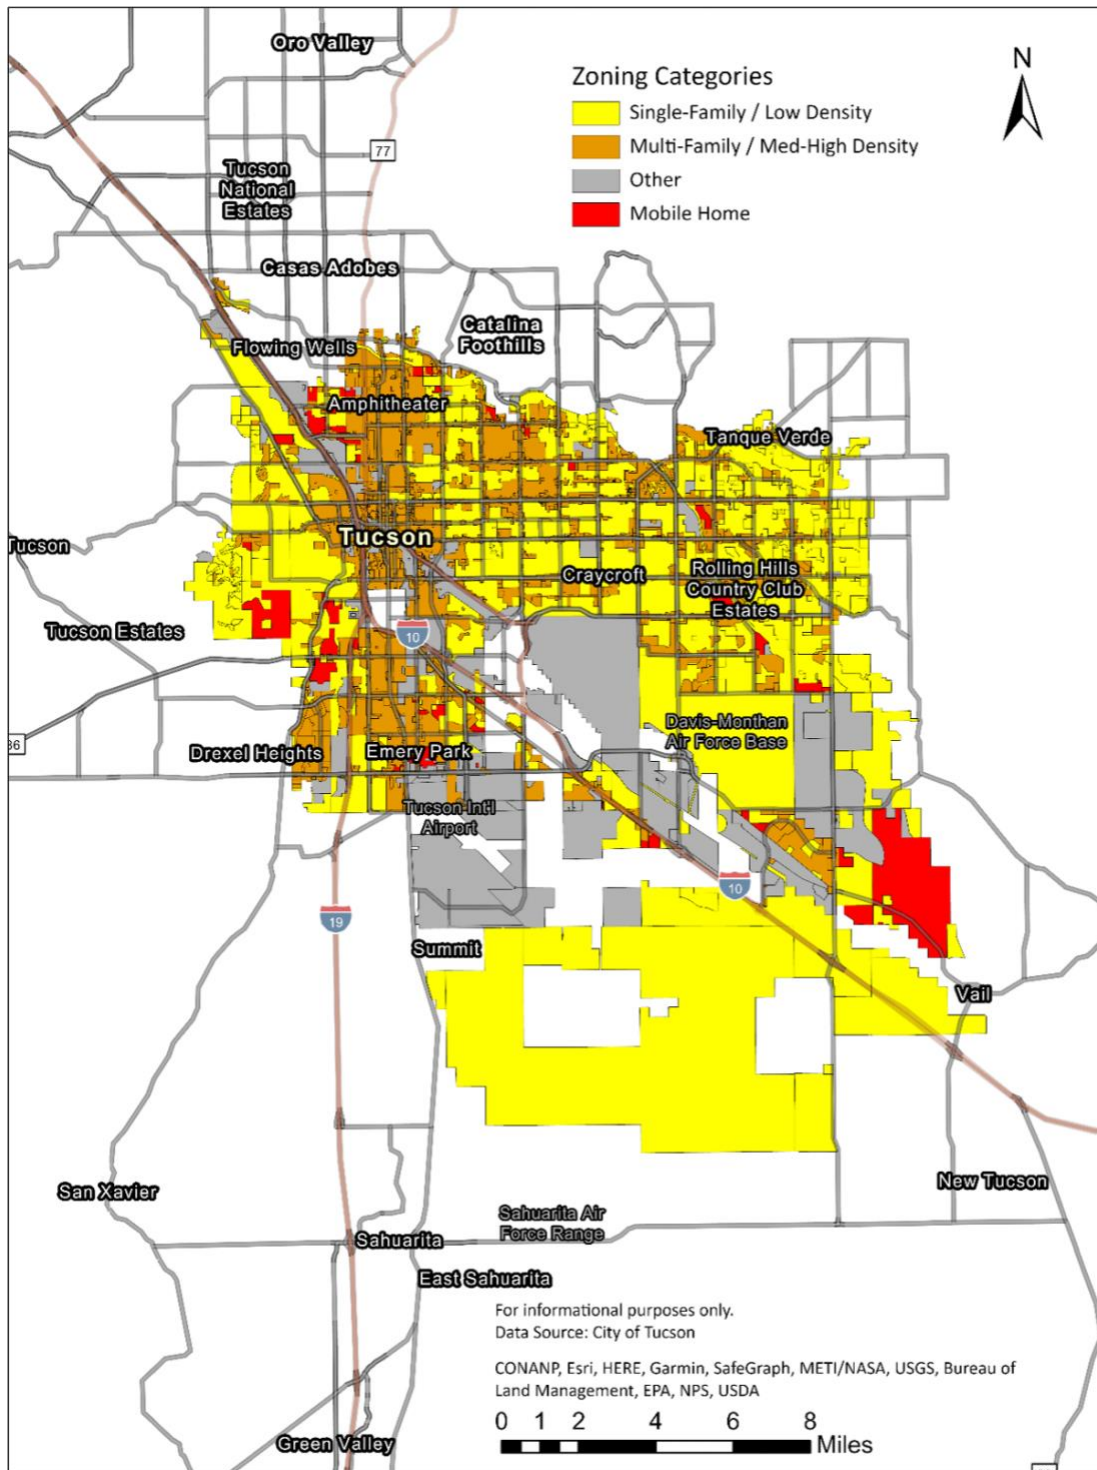 Oro Valley
N
Zoning Categories
Single-Family / Low Density
Multi-Family / Med-High Density
Other
Mobile Home
77
Tucson
National
Estates
Casas Adobes
Catalina
Foothills
Flowing Wells
Amphitheater
Tanque Verde
Tucson
Tucson
Craycroft
Rolling Hills
Country Club
Estates
Tucson Estates
10
Davis-Monthan
Air Force Base
86
Drexel Heights
Emery Park
Tucson Int'l
Airport
10
19
Summit
Vail
New Tucson
San Xavier
Sahuarita Air
Force Range
Sahuarita
East Sahuarita
For informational purposes only.
Data Source: City of Tucson
CONANP, Esri, HERE, Garmin, SafeGraph, METI/NASA, USGS, Bureau of
Land Management, EPA, NPS, USDA
0 1 2 4 6 8
Miles
Green Valley